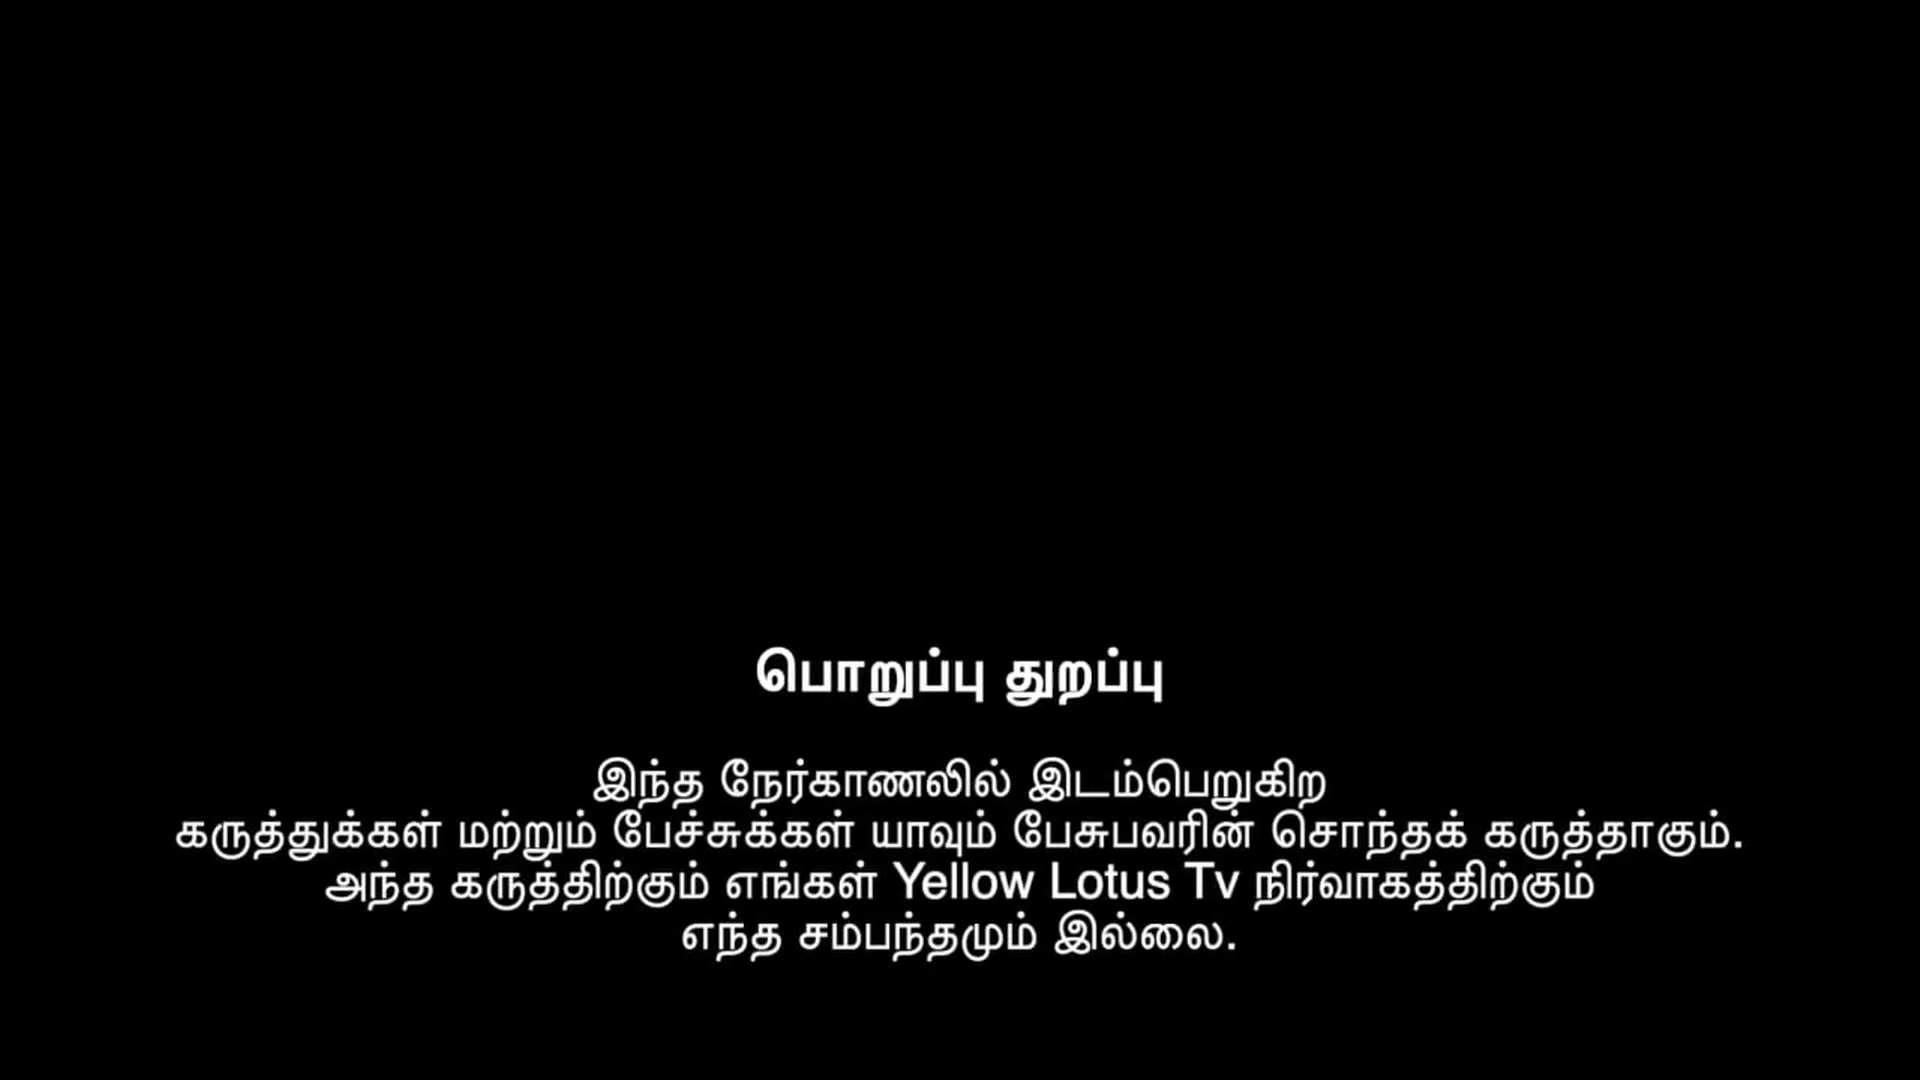 பொறுப்பு துறப்பு
இந்த நேர்காணலில் இடம்பெறுகிற
கருத்துக்கள் மற்றும் பேச்சுக்கள் யாவும் பேசுபவரின் சொந்தக் கருத்தாகும்.
அந்த கருத்திற்கும் எங்கள் Yellow Lotus Tv நிர்வாகத்திற்கும்
எந்த சம்பந்தமும் இல்லை.